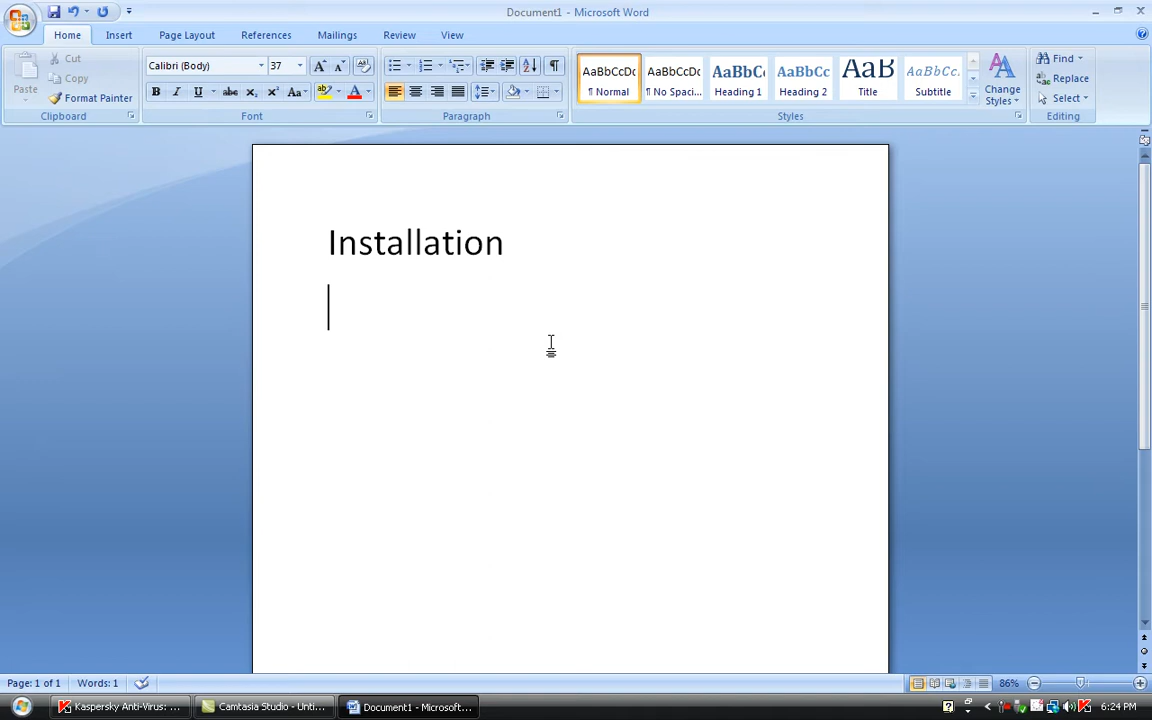 Document1 - Microsoft Word
Home Insert Page Layout References Mailings Review View
Cut
Copy
Format Painter
Paste
Clipboard
Calibri (Body) 37
Font
Paragraph
AaBbCcDc AaBbCcDc AaBbC AaBbCc AaB AaBbCc.
¶ Normal ¶ No Spaci... Heading 1 Heading 2 Title Subtitle
Change Styles
Styles
Find
Replace
Select
Editing
Installation
Page: 1 of 1 Words: 1 86%
Kaspersky Anti-Virus: ... Camtasia Studio - Unti... Document1 - Microsoft... 6:24 PM